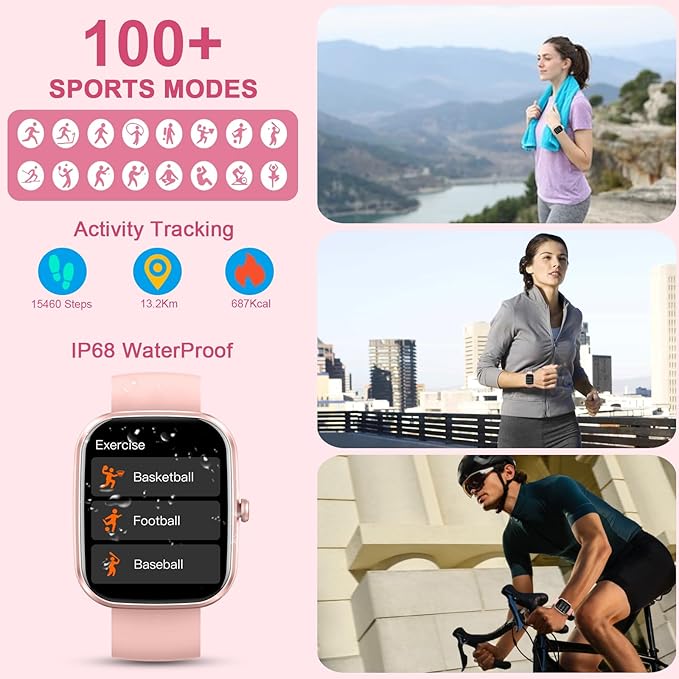 100+
SPORTS MODES
Activity Tracking
15460 Steps
13.2Km
687Kcal
IP68 WaterProof
Exercise
Basketball
Football
Baseball